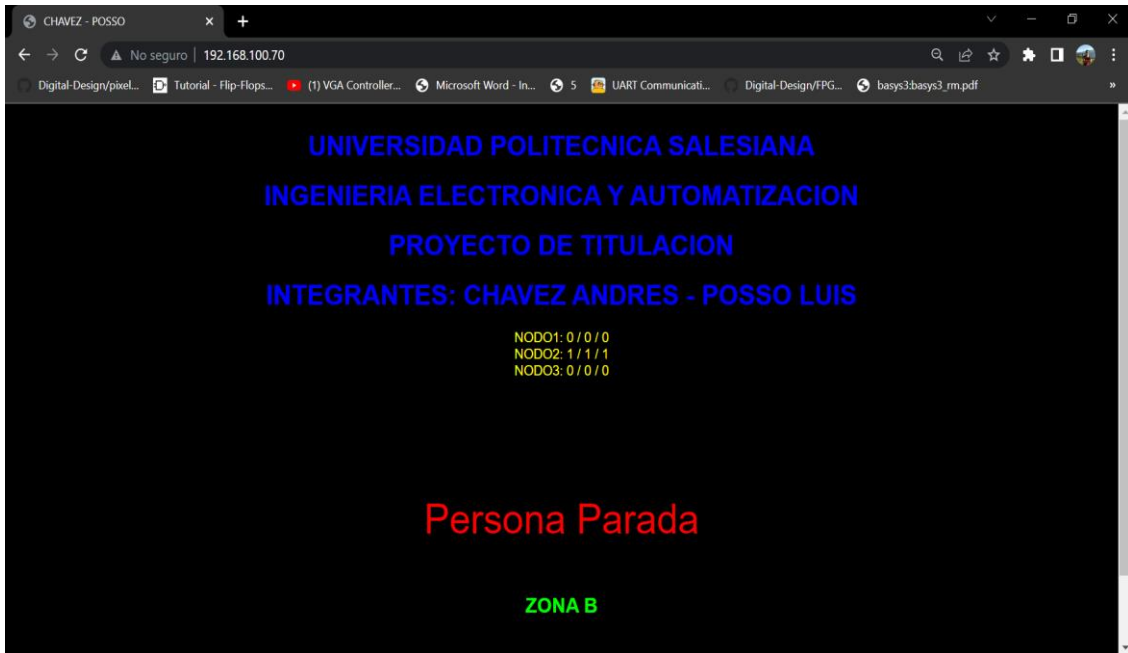 CHAVEZ - POSSO
No seguro | 192.168.100.70
Digital-Design/pixel... Tutorial - Flip-Flops... (1) VGA Controller... Microsoft Word - In... 5 UART Communicati... Digital-Design/FPG... basys3:basys3_rm.pdf »
UNIVERSIDAD POLITECNICA SALESIANA
INGENIERIA ELECTRONICA Y AUTOMATIZACION
PROYECTO DE TITULACION
INTEGRANTES: CHAVEZ ANDRES - POSSO LUIS
NODO1: 0 / 0 / 0
NODO2: 1 / 1 / 1
NODO3: 0 / 0 / 0
Persona Parada
ZONA B